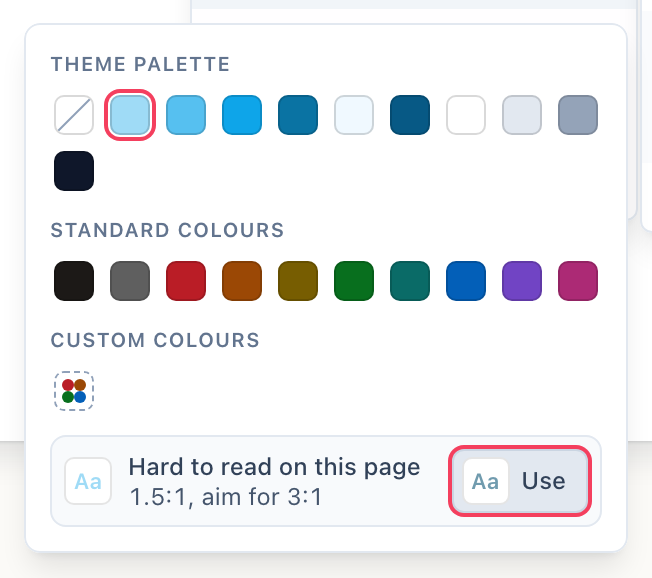 THEME PALETTE
STANDARD COLOURS
CUSTOM COLOURS
Aa
Hard to read on this page
1.5:1, aim for 3:1
Aa
Use